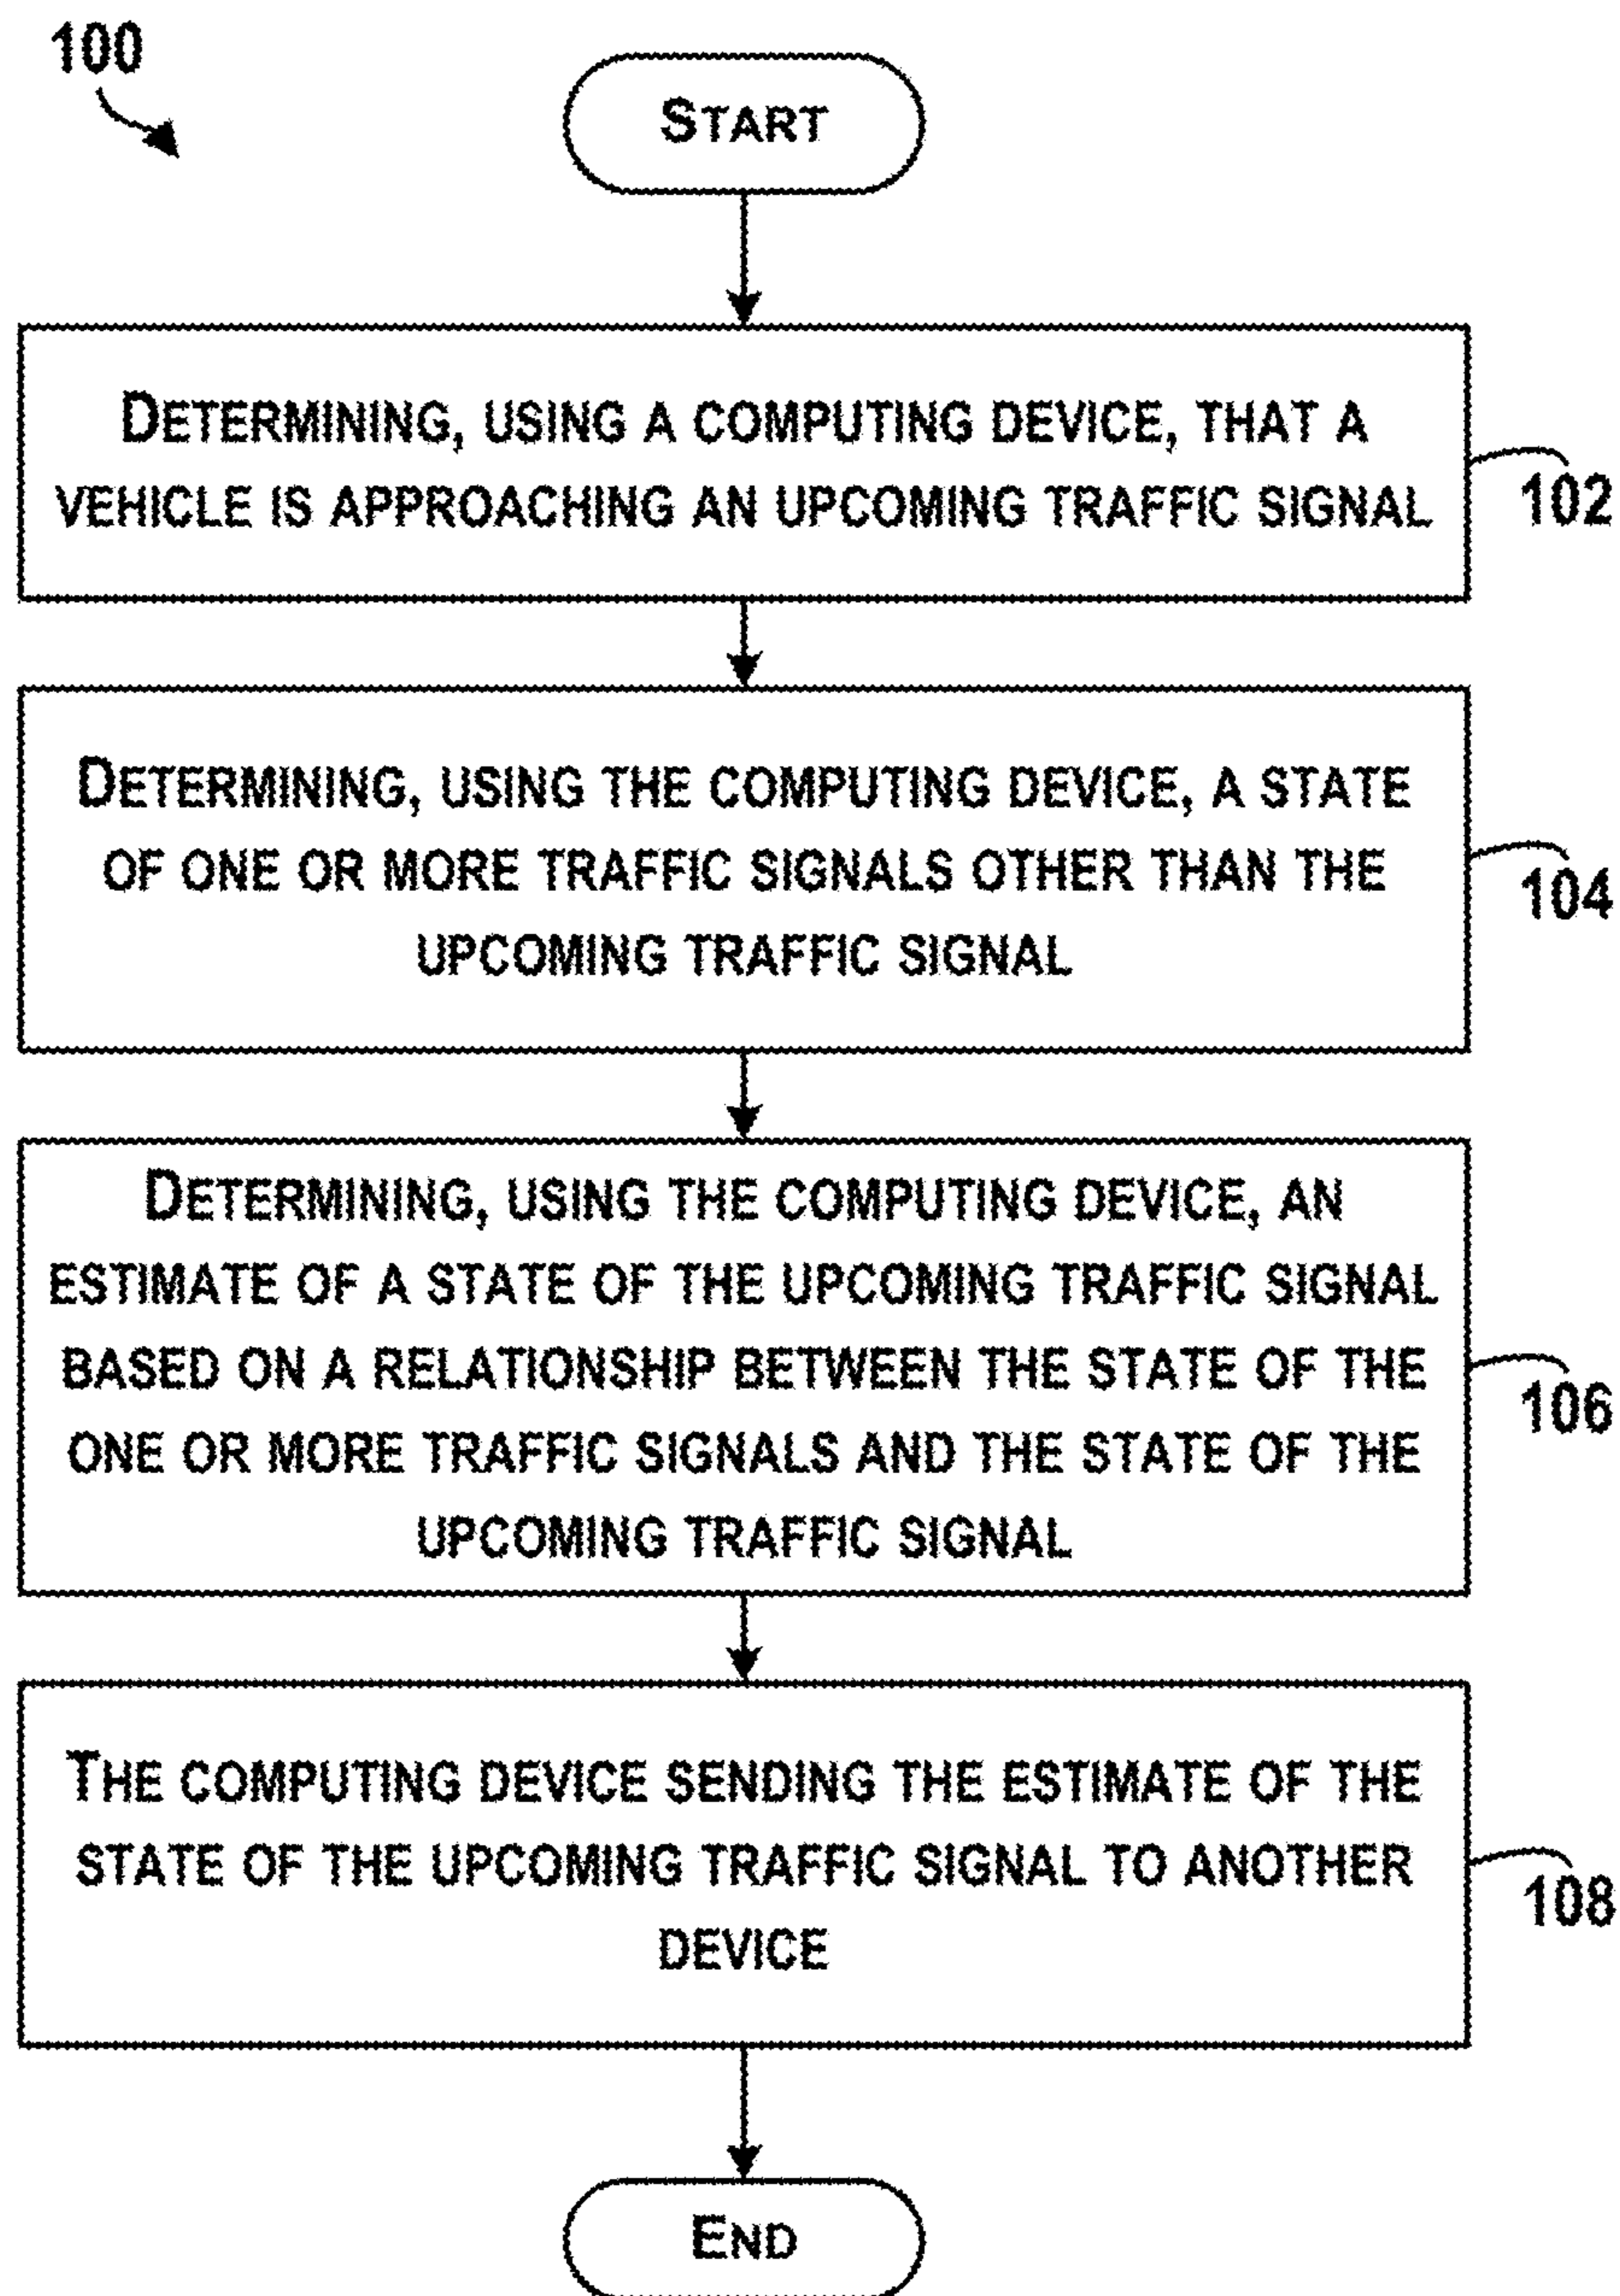 100
START
DETERMINING, USING A COMPUTING DEVICE, THAT A
VEHICLE IS APPROACHING AN UPCOMING TRAFFIC SIGNAL
102
DETERMINING, USING THE COMPUTING DEVICE, A STATE
OF ONE OR MORE TRAFFIC SIGNALS OTHER THAN THE
UPCOMING TRAFFIC SIGNAL
104
DETERMINING, USING THE COMPUTING DEVICE, AN
ESTIMATE OF A STATE OF THE UPCOMING TRAFFIC SIGNAL
BASED ON A RELATIONSHIP BETWEEN THE STATE OF THE
ONE OR MORE TRAFFIC SIGNALS AND THE STATE OF THE
UPCOMING TRAFFIC SIGNAL
106
THE COMPUTING DEVICE SENDING THE ESTIMATE OF THE
STATE OF THE UPCOMING TRAFFIC SIGNAL TO ANOTHER
DEVICE
108
END